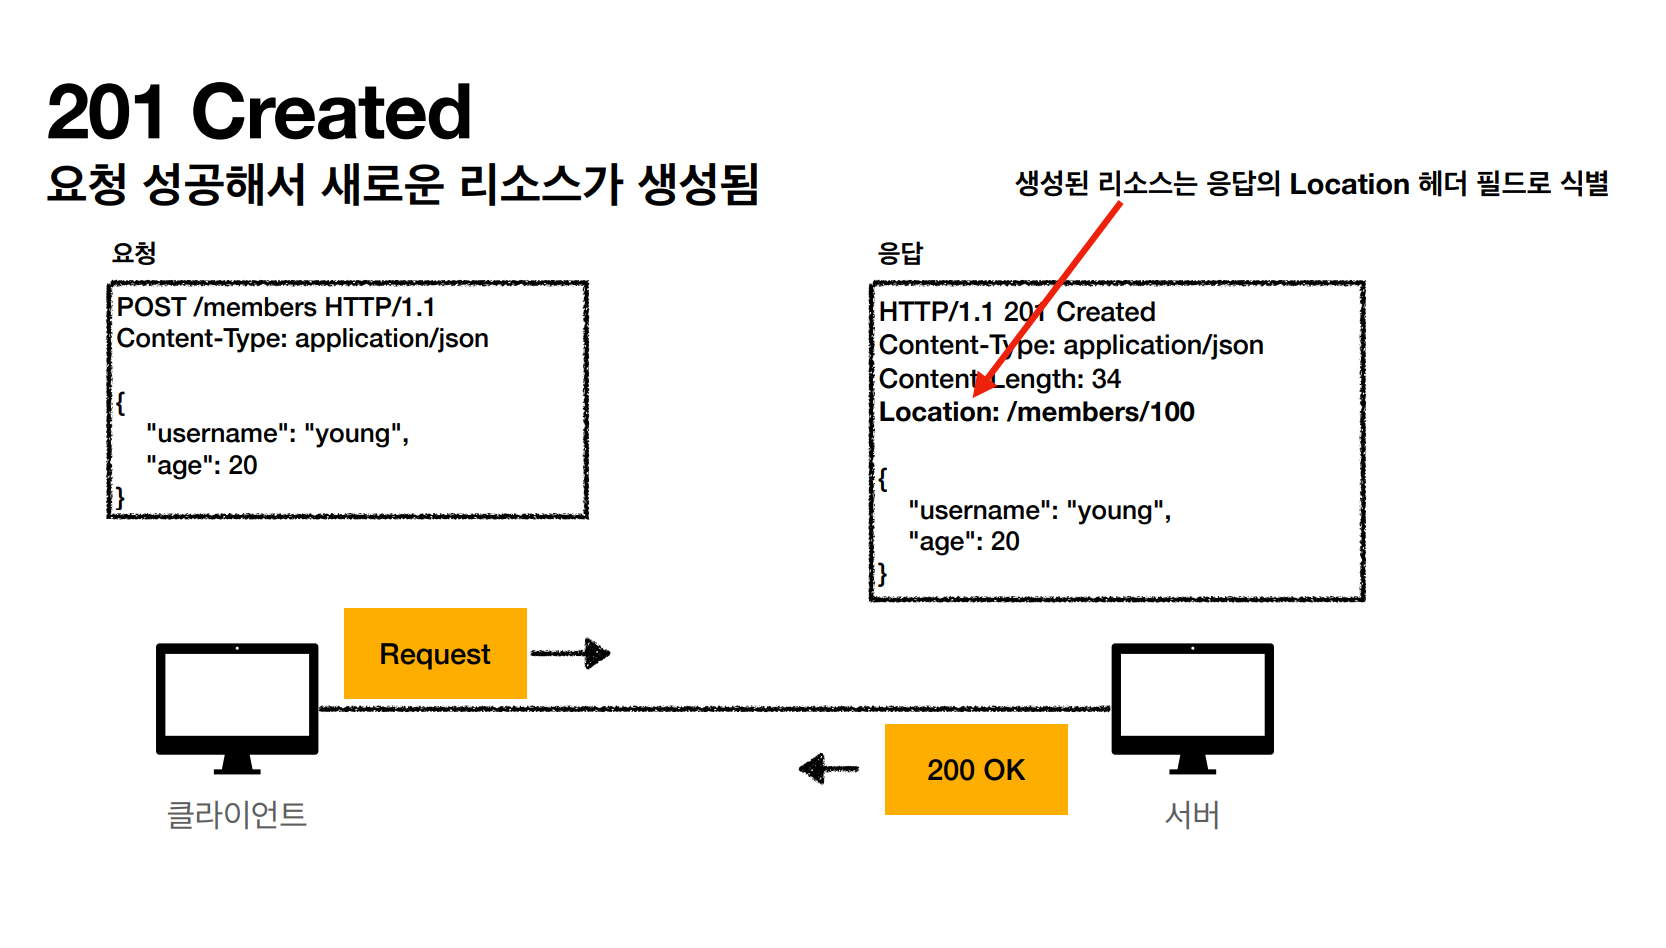 201 Created
요청 성공해서 새로운 리소스가 생성됨
생성된 리소스는 응답의 Location 헤더 필드로 식별
요청
POST /members HTTP/1.1
Content-Type: application/json
{
"username": "young",
"age": 20
}
응답
HTTP/1.1 201 Created
Content-Type: application/json
Content-Length: 34
Location: /members/100
{
"username": "young",
"age": 20
}
Request
200 OK
클라이언트
서버